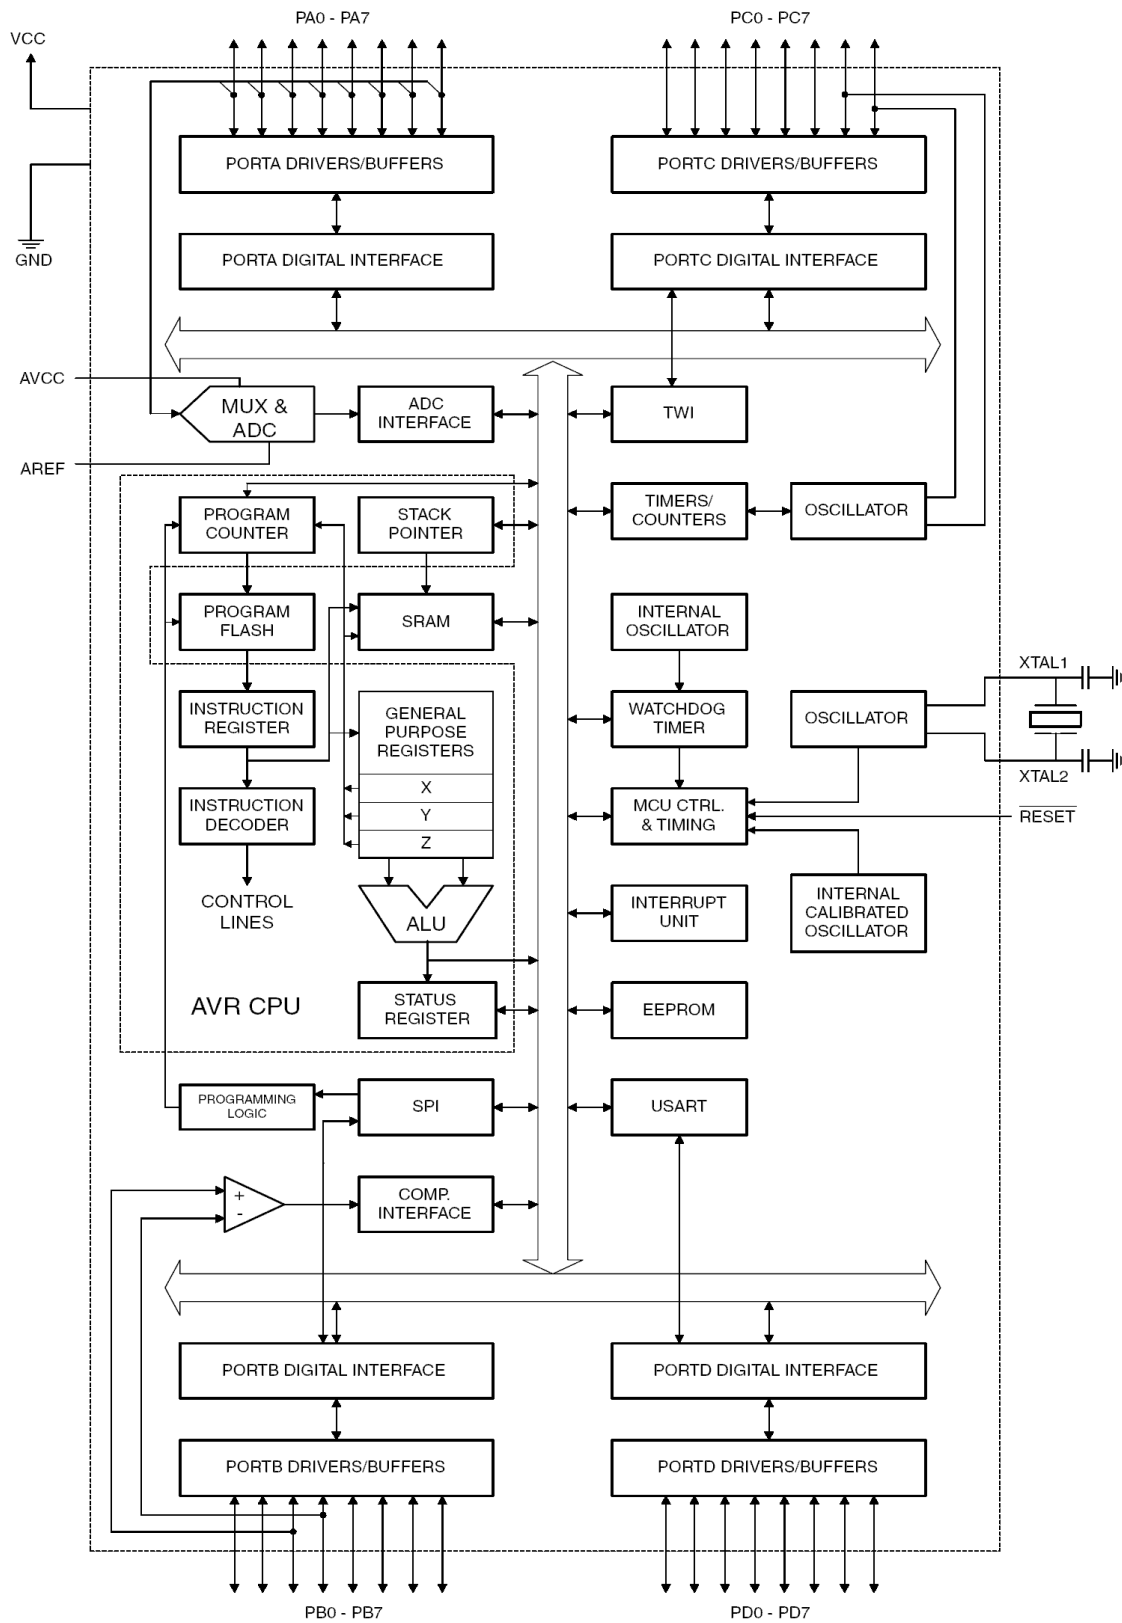 PA0 - PA7
PC0 - PC7
VCC
PORTA DRIVERS/BUFFERS
PORTC DRIVERS/BUFFERS
GND
PORTA DIGITAL INTERFACE
PORTC DIGITAL INTERFACE
AVCC
MUX &
ADC
ADC
INTERFACE
TWI
AREF
PROGRAM
COUNTER
STACK
POINTER
TIMERS/
COUNTERS
OSCILLATOR
PROGRAM
FLASH
SRAM
INTERNAL
OSCILLATOR
XTAL1
INSTRUCTION
REGISTER
GENERAL
PURPOSE
REGISTERS
WATCHDOG
TIMER
OSCILLATOR
XTAL2
X
Y
Z
INSTRUCTION
DECODER
MCU CTRL.
& TIMING
RESET
CONTROL
LINES
ALU
INTERRUPT
UNIT
INTERNAL
CALIBRATED
OSCILLATOR
AVR CPU
STATUS
REGISTER
EEPROM
PROGRAMMING
LOGIC
SPI
USART
+
-
COMP.
INTERFACE
PORTB DIGITAL INTERFACE
PORTD DIGITAL INTERFACE
PORTB DRIVERS/BUFFERS
PORTD DRIVERS/BUFFERS
PB0 - PB7
PD0 - PD7